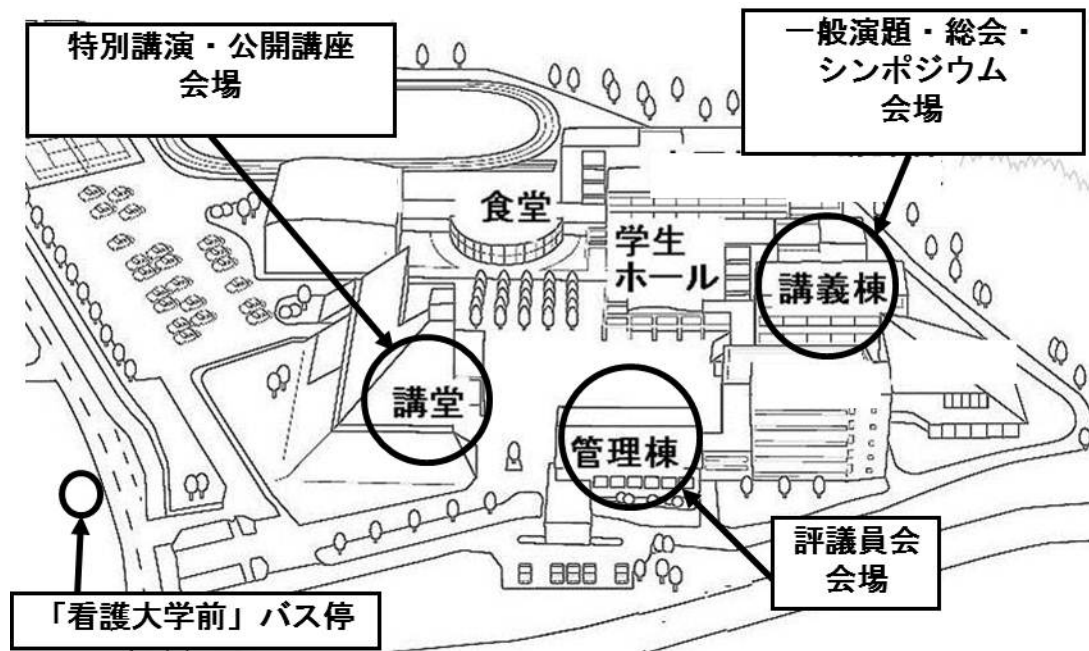 特別講演・公開講座
会場
一般演題・総会・
シンポジウム
会場
食堂
学生
ホール
講義棟
講堂
管理棟
評議員会
会場
「看護大学前」バス停